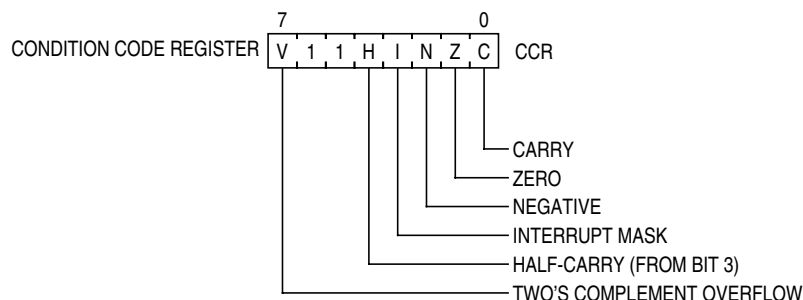 7 0
CONDITION CODE REGISTER V 1 1 H I N Z C CCR
CARRY
ZERO
NEGATIVE
INTERRUPT MASK
HALF-CARRY (FROM BIT 3)
TWO'S COMPLEMENT OVERFLOW